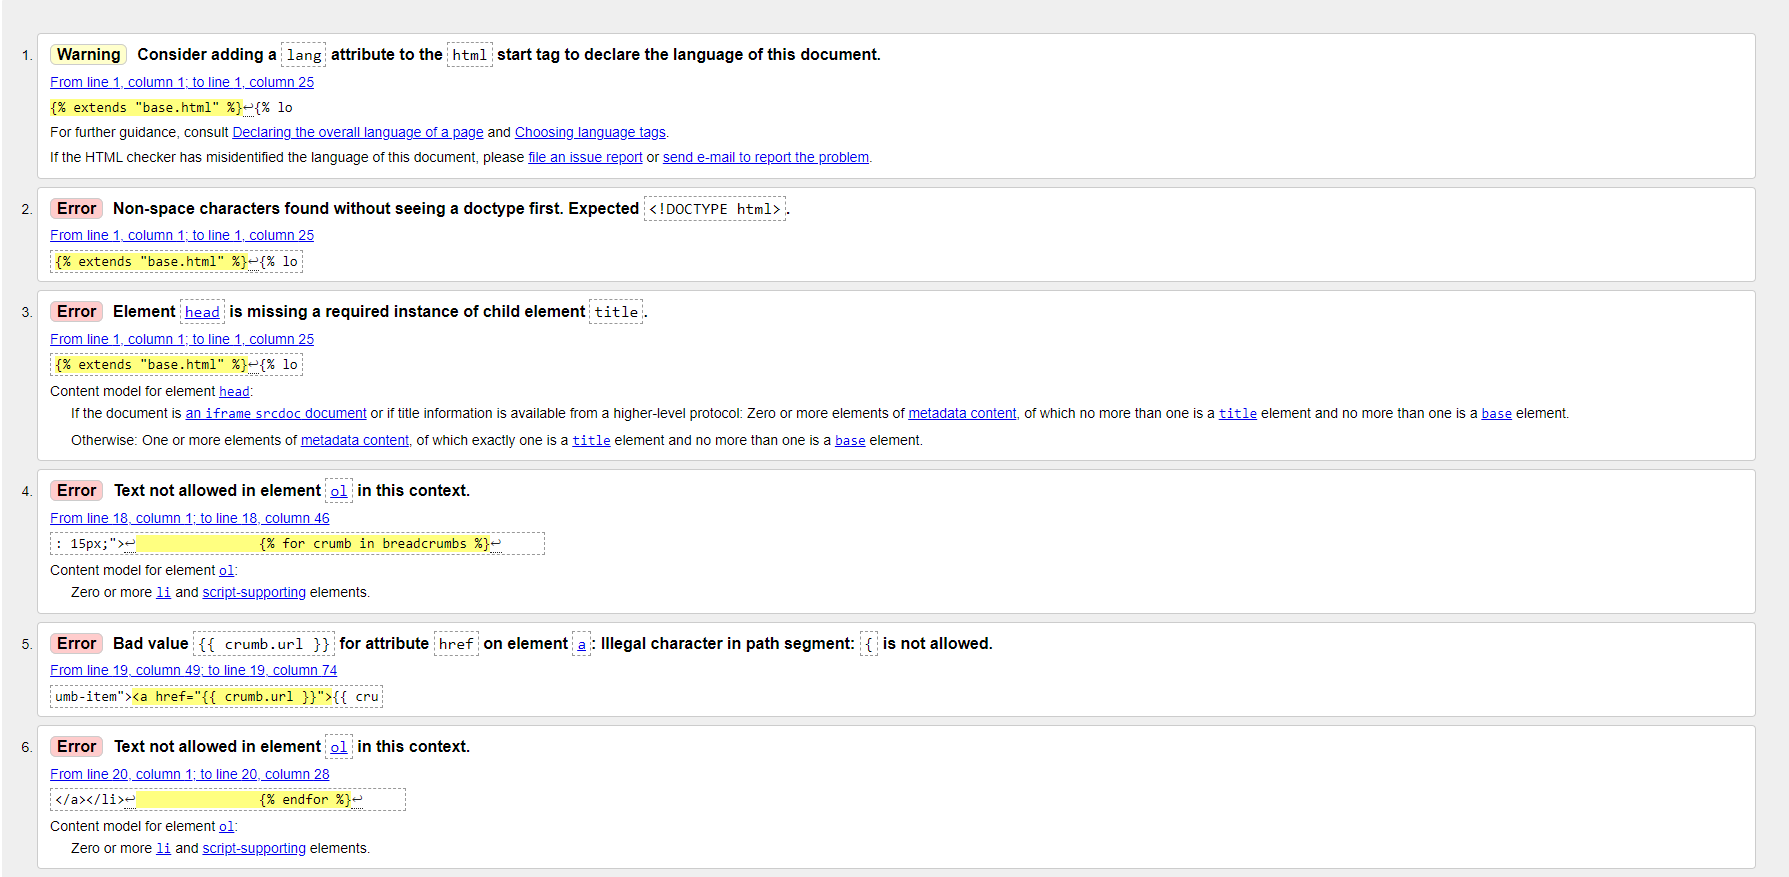 1. Warning Consider adding a lang attribute to the html start tag to declare the language of this document.
From line 1, column 1; to line 1, column 25
{% extends "base.html" %}↩{% lo
For further guidance, consult Declaring the overall language of a page and Choosing language tags.
If the HTML checker has misidentified the language of this document, please file an issue report or send e-mail to report the problem.
2. Error Non-space characters found without seeing a doctype first. Expected <!DOCTYPE html>.
From line 1, column 1; to line 1, column 25
{% extends "base.html" %}↩{% lo
3. Error Element head is missing a required instance of child element title.
From line 1, column 1; to line 1, column 25
{% extends "base.html" %}↩{% lo
Content model for element head:
If the document is an iframe srcdoc document or if title information is available from a higher-level protocol: Zero or more elements of metadata content, of which no more than one is a title element and no more than one is a base element.
Otherwise: One or more elements of metadata content, of which exactly one is a title element and no more than one is a base element.
4. Error Text not allowed in element ol in this context.
From line 18, column 1; to line 18, column 46
: 15px;">↩                {% for crumb in breadcrumbs %}↩
Content model for element ol:
Zero or more li and script-supporting elements.
5. Error Bad value {{ crumb.url }} for attribute href on element a: Illegal character in path segment: { is not allowed.
From line 19, column 49; to line 19, column 74
umb-item"><a href="{{ crumb.url }}">{{ cru
6. Error Text not allowed in element ol in this context.
From line 20, column 1; to line 20, column 28
</a></li>↩                {% endfor %}↩
Content model for element ol:
Zero or more li and script-supporting elements.